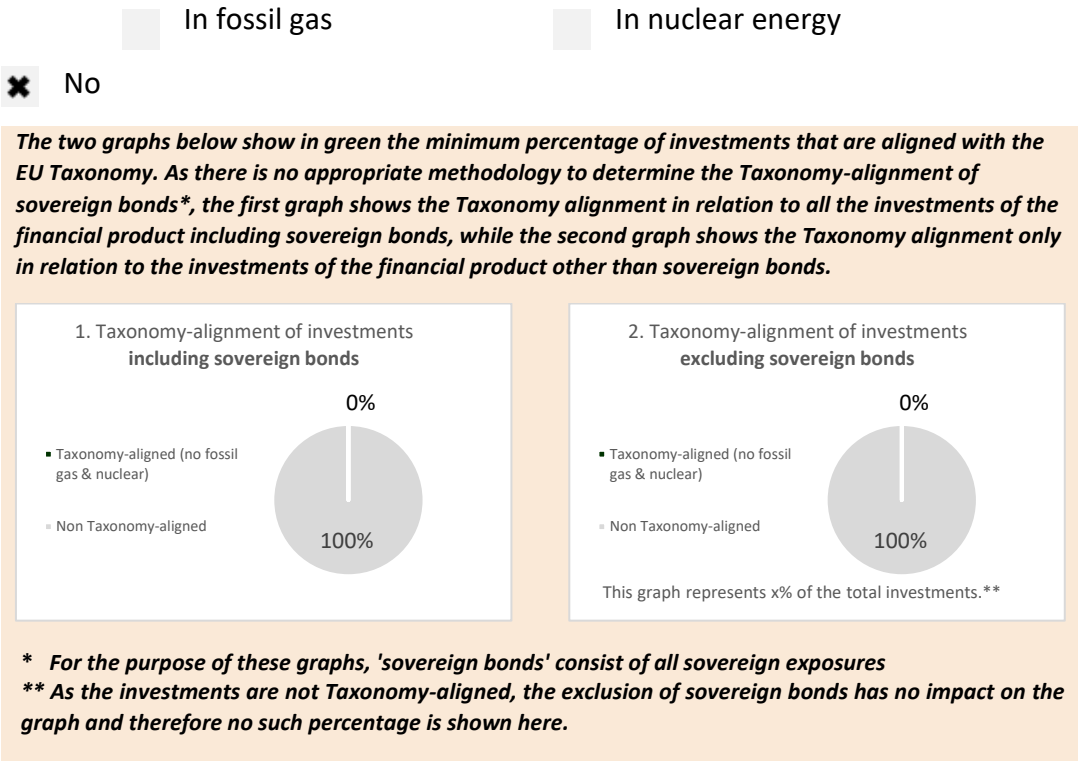 In fossil gas
In nuclear energy
No
The two graphs below show in green the minimum percentage of investments that are aligned with the
EU Taxonomy. As there is no appropriate methodology to determine the Taxonomy-alignment of
sovereign bonds*, the first graph shows the Taxonomy alignment in relation to all the investments of the
financial product including sovereign bonds, while the second graph shows the Taxonomy alignment only
in relation to the investments of the financial product other than sovereign bonds.
1. Taxonomy-alignment of investments
including sovereign bonds
0%
Taxonomy-aligned (no fossil
gas & nuclear)
Non Taxonomy-aligned
100%
2. Taxonomy-alignment of investments
excluding sovereign bonds
0%
Taxonomy-aligned (no fossil
gas & nuclear)
Non Taxonomy-aligned
100%
This graph represents x% of the total investments.**
* For the purpose of these graphs, 'sovereign bonds' consist of all sovereign exposures
** As the investments are not Taxonomy-aligned, the exclusion of sovereign bonds has no impact on the
graph and therefore no such percentage is shown here.